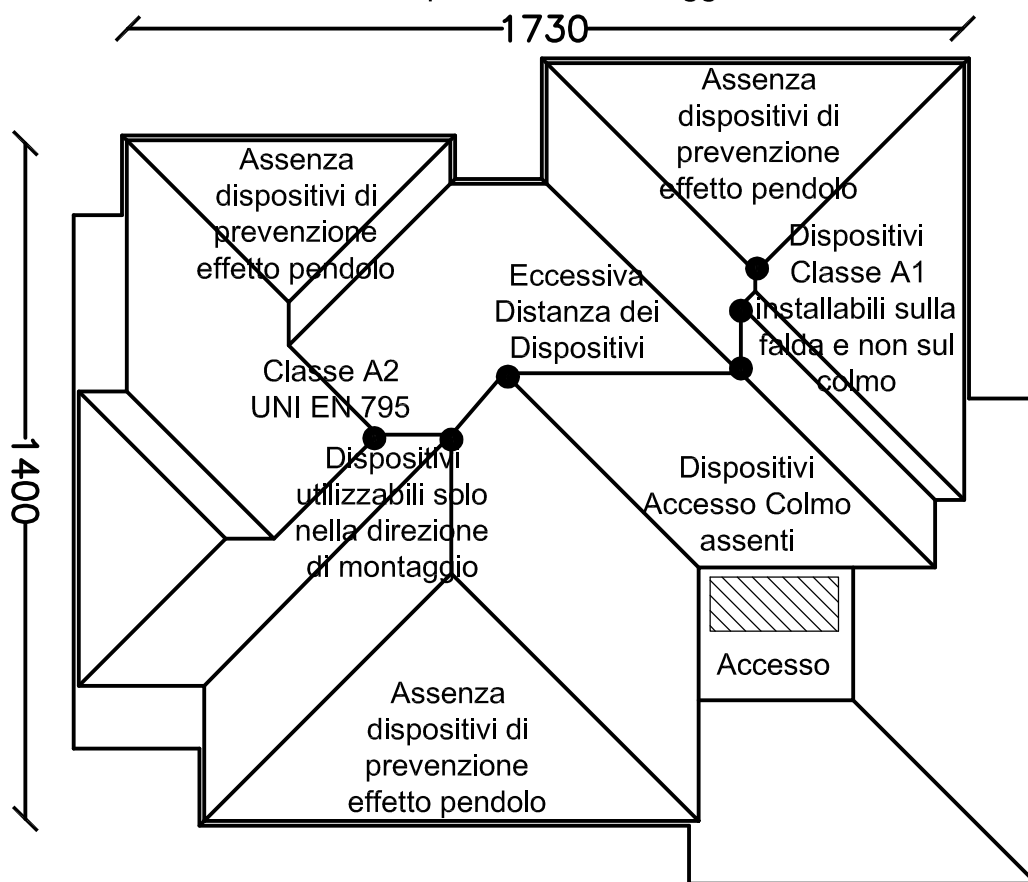 1730
Assenza
dispositivi di
prevenzione
effetto pendolo
Assenza
dispositivi di
prevenzione
effetto pendolo
Dispositivi
Classe A1
installabili sulla
falda e non sul
colmo
Eccessiva
Distanza dei
Dispositivi
Classe A2
UNI EN 795
1400
Dispositivi
utilizzabili solo
nella direzione
di montaggio
Dispositivi
Accesso Colmo
assenti
Accesso
Assenza
dispositivi di
prevenzione
effetto pendolo